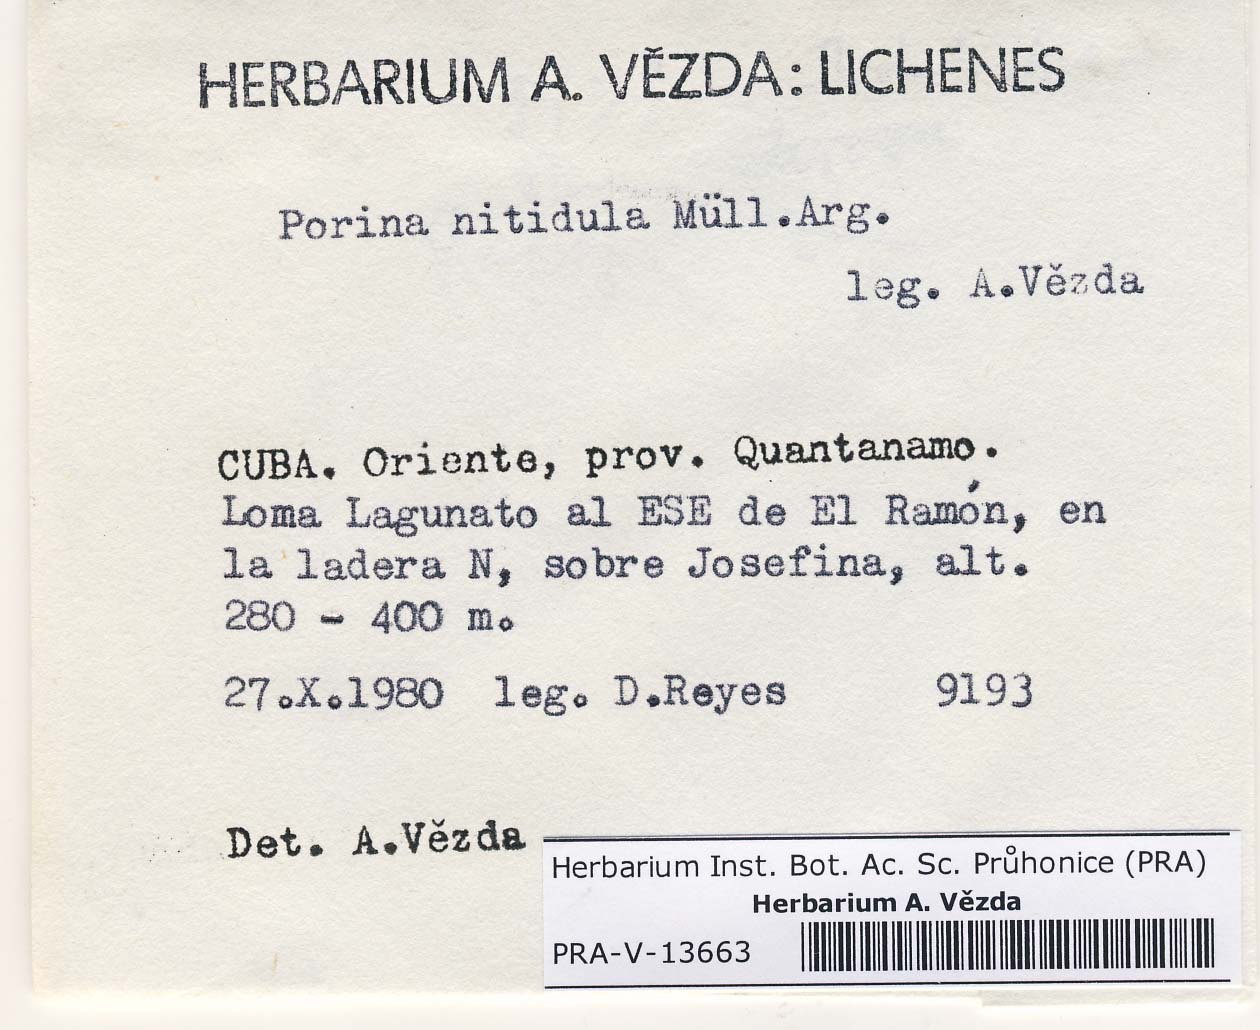 HERBARIUM A. VĚZDA: LICHENES
Porina nitidula Müll.Arg.
leg. A.Vězda
CUBA. Oriente, prov. Quantanamo.
Loma Lagunato al ESE de El Ramón, en
la ladera N, sobre Josefina, alt.
280 - 400 m.
27.X.1980 leg. D.Reyes 9193
Det. A.Vězda
Herbarium Inst. Bot. Ac. Sc. Průhonice (PRA)
Herbarium A. Vězda
PRA-V-13663